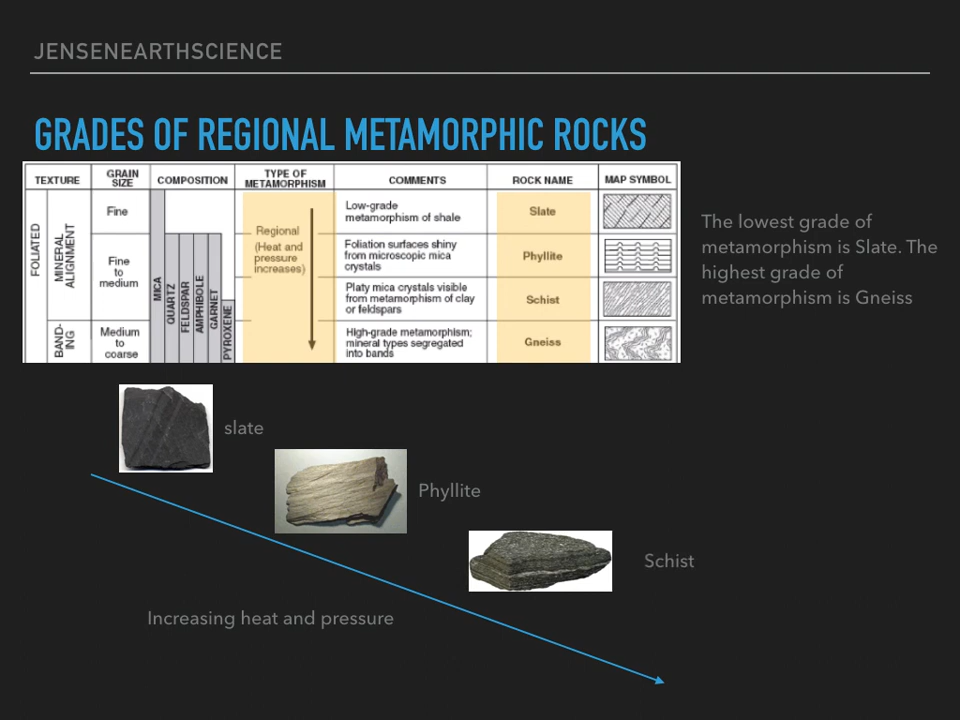 JENSENEARTHSCIENCE
GRADES OF REGIONAL METAMORPHIC ROCKS
TEXTURE
GRAIN
SIZE
COMPOSITION
TYPE OF
METAMORPHISM
COMMENTS
ROCK NAME
MAP SYMBOL
FOLIATED
MINERAL
ALIGNMENT
BAND-
ING
Fine
Fine
to
medium
Medium
to
coarse
MICA
QUARTZ
FELDSPAR
AMPHIBOLE
GARNET
PYROXENE
Regional
(Heat and
pressure
increases)
Low-grade
metamorphism of shale
Slate
Foliation surfaces shiny
from microscopic mica
crystals
Phyllite
Platy mica crystals visible
from metamorphism of clay
or feldspars
Schist
High-grade metamorphism;
mineral types segregated
into bands
Gneiss
The lowest grade of
metamorphism is Slate. The
highest grade of
metamorphism is Gneiss
slate
Phyllite
Schist
Increasing heat and pressure